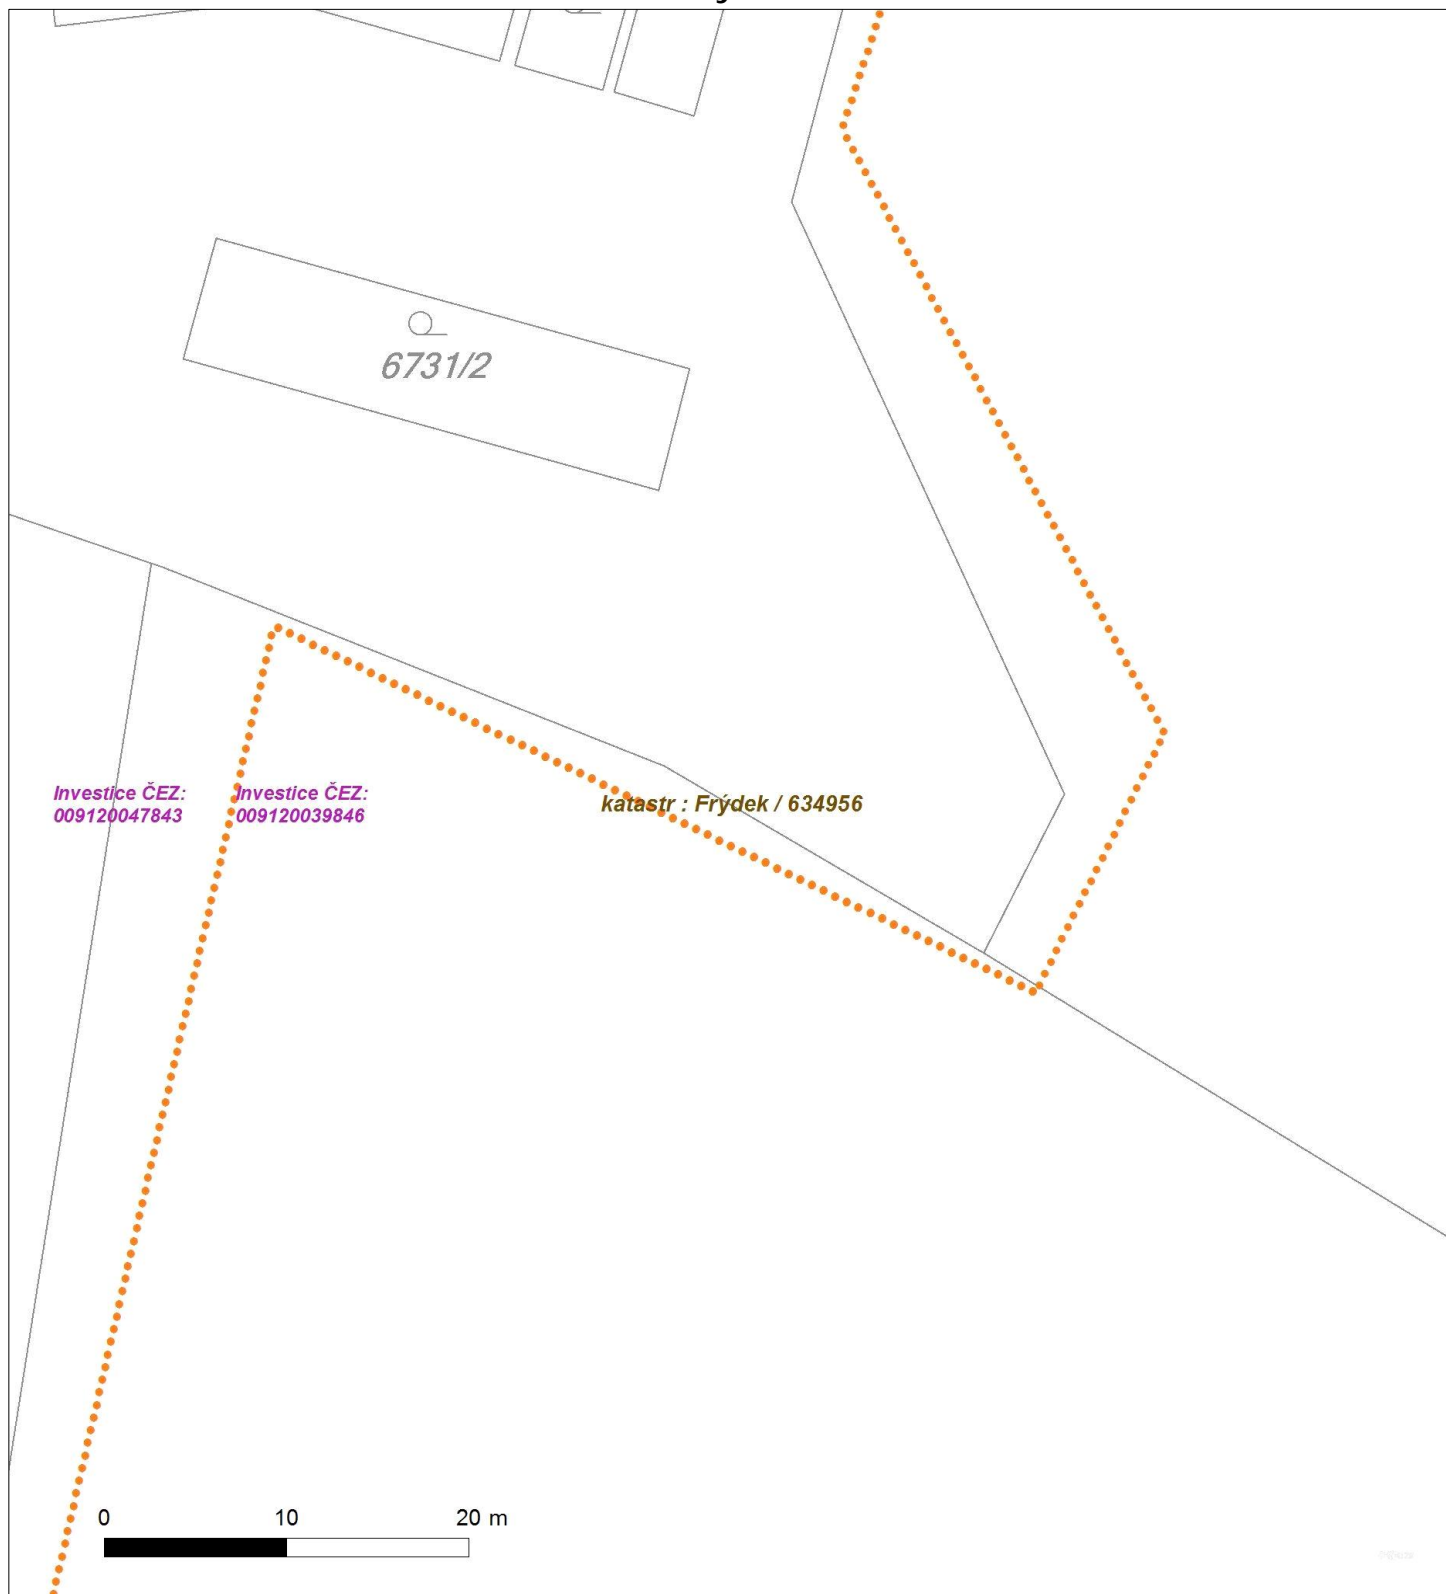 6731/2
Investice ČEZ:
009120047843
Investice ČEZ:
009120039846
katastr : Frýdek / 634956
0 10 20 m